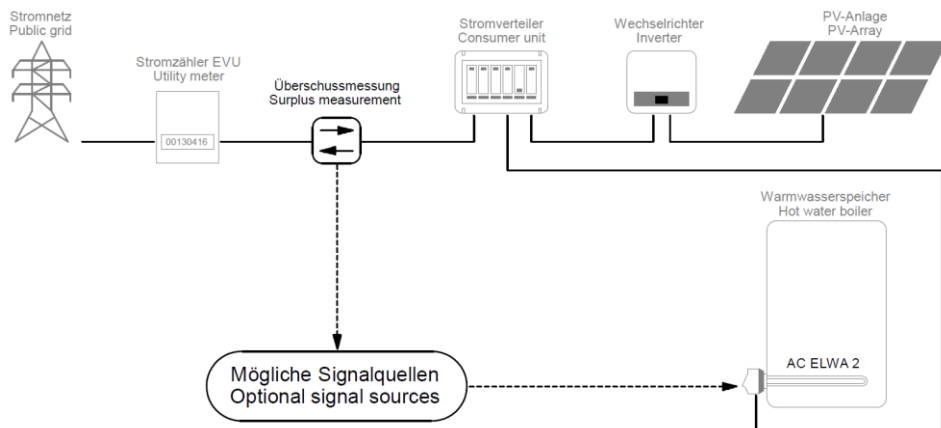 Stromnetz
Public grid
Stromzähler EVU
Utility meter
00130416
Überschussmessung
Surplus measurement
Stromverteiler
Consumer unit
Wechselrichter
Inverter
PV-Anlage
PV-Array
Warmwasserspeicher
Hot water boiler
AC ELWA 2
Mögliche Signalquellen
Optional signal sources